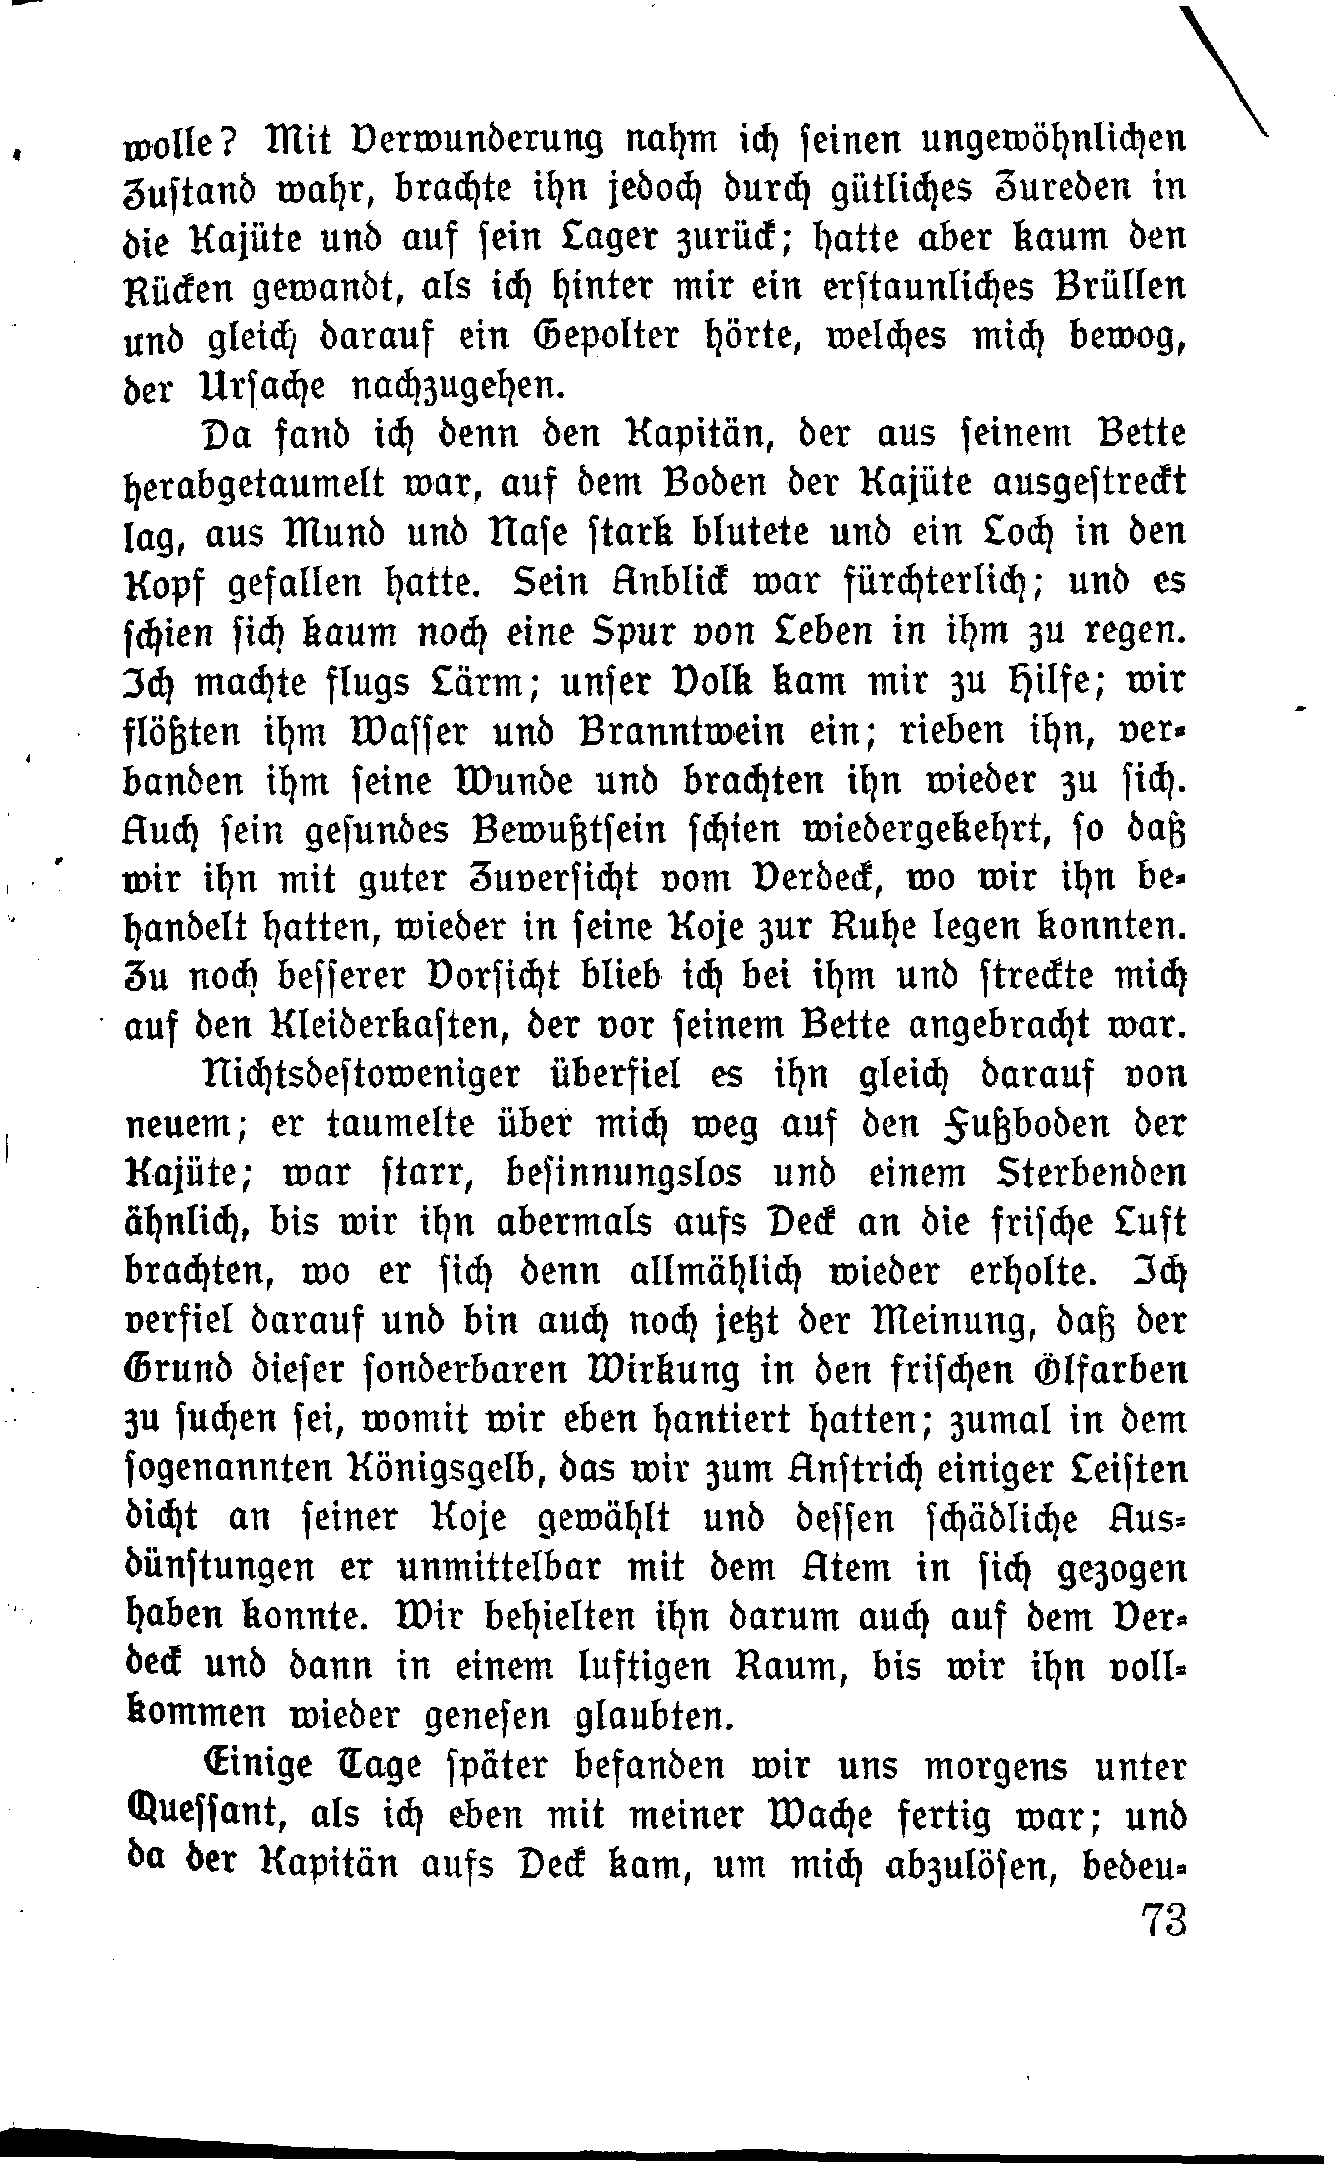 wolle? Mit Verwunderung nahm ich seinen ungewöhnlichen
Zustand wahr, brachte ihn jedoch durch gütliches Zureden in
die Kajüte und auf sein Lager zurück; hatte aber kaum den
Rücken gewandt, als ich hinter mir ein erstaunliches Brüllen
und gleich darauf ein Gepolter hörte, welches mich bewog,
der Ursache nachzugehen.
Da fand ich denn den Kapitän, der aus seinem Bette
herabgetaumelt war, auf dem Boden der Kajüte ausgestreckt
lag, aus Mund und Nase stark blutete und ein Loch in den
Kopf gefallen hatte. Sein Anblick war fürchterlich; und es
schien sich kaum noch eine Spur von Leben in ihm zu regen.
Ich machte flugs Lärm; unser Volk kam mir zu Hilfe; wir
flößten ihm Wasser und Branntwein ein; rieben ihn, ver-
banden ihm seine Wunde und brachten ihn wieder zu sich.
Auch sein gesundes Bewußtsein schien wiedergekehrt, so daß
wir ihn mit guter Zuversicht vom Verdeck, wo wir ihn be-
handelt hatten, wieder in seine Koje zur Ruhe legen konnten.
Zu noch besserer Vorsicht blieb ich bei ihm und streckte mich
auf den Kleiderkasten, der vor seinem Bette angebracht war.
Nichtsdestoweniger überfiel es ihn gleich darauf von
neuem; er taumelte über mich weg auf den Fußboden der
Kajüte; war starr, besinnungslos und einem Sterbenden
ähnlich, bis wir ihn abermals aufs Deck an die frische Luft
brachten, wo er sich denn allmählich wieder erholte. Ich
verfiel darauf und bin auch noch jetzt der Meinung, daß der
Grund dieser sonderbaren Wirkung in den frischen Ölfarben
zu suchen sei, womit wir eben hantiert hatten; zumal in dem
sogenannten Königsgelb, das wir zum Anstrich einiger Leisten
dicht an seiner Koje gewählt und dessen schädliche Aus-
dünstungen er unmittelbar mit dem Atem in sich gezogen
haben konnte. Wir behielten ihn darum auch auf dem Ver-
deck und dann in einem luftigen Raum, bis wir ihn voll-
kommen wieder genesen glaubten.
Einige Tage später befanden wir uns morgens unter
Quessant, als ich eben mit meiner Wache fertig war; und
da der Kapitän aufs Deck kam, um mich abzulösen, bedeu-
73